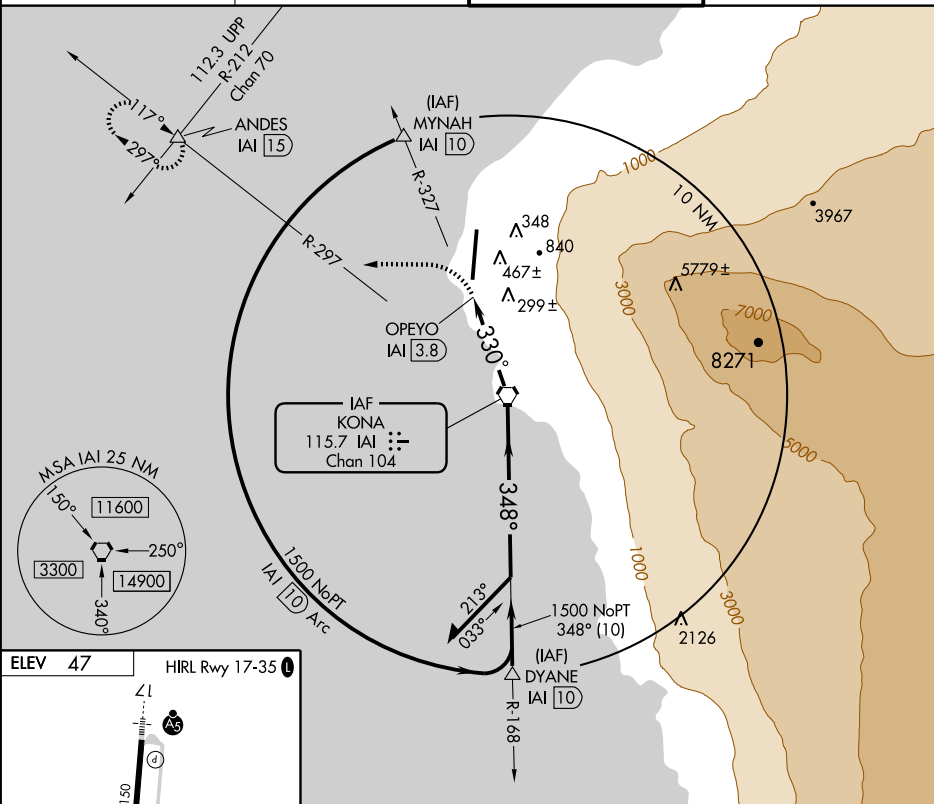 112.3 UPP
R-212
Chan 70
117°
297°
ANDES
IAI 15
(IAF)
MYNAH
IAI 10
R-327
R-297
1000
10 NM
3967
348
840
467±
299±
3000
5779±
7000
8271
5000
OPEYO
IAI 3.8
330°
IAF
KONA
115.7 IAI
Chan 104
348°
MSA IAI 25 NM
150°
11600
250°
3300
14900
340°
1500 NoPT
IAI 10 Arc
213°
033°
1500 NoPT
348° (10)
1000
3000
2126
(IAF)
DYANE
IAI 10
R-168
ELEV 47
HIRL Rwy 17-35 L
17
A5
P
150